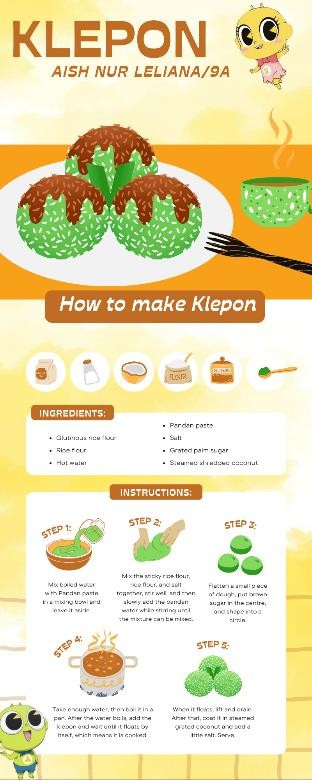 KLEPON
AISH NUR LELIANA/9A
How to make Klepon
FLOUR
INGREDIENTS:
Glutinous rice flour
Rice flour
Hot water
Pandan paste
Salt
Grated palm sugar
Steamed shredded coconut
INSTRUCTIONS:
STEP 1:
Mix boiled water
with Pandan paste
in a mixing bowl and
leave it aside.
STEP 2:
Mix the sticky rice flour,
rice flour, and salt
together, stir well, and then
slowly add the pandan
water while stirring until
the mixture can be mixed.
STEP 3:
Flatten a small piece
of dough, put brown
sugar in the centre,
and shape into a
circle.
STEP 4:
Take enough water, then boil it in a
pan. After the water boils, add the
klepon and wait until it floats by
itself, which means it is cooked.
STEP 5:
When it floats, lift and drain.
After that, coat it in steamed
grated coconut and add a
little salt. Serve.